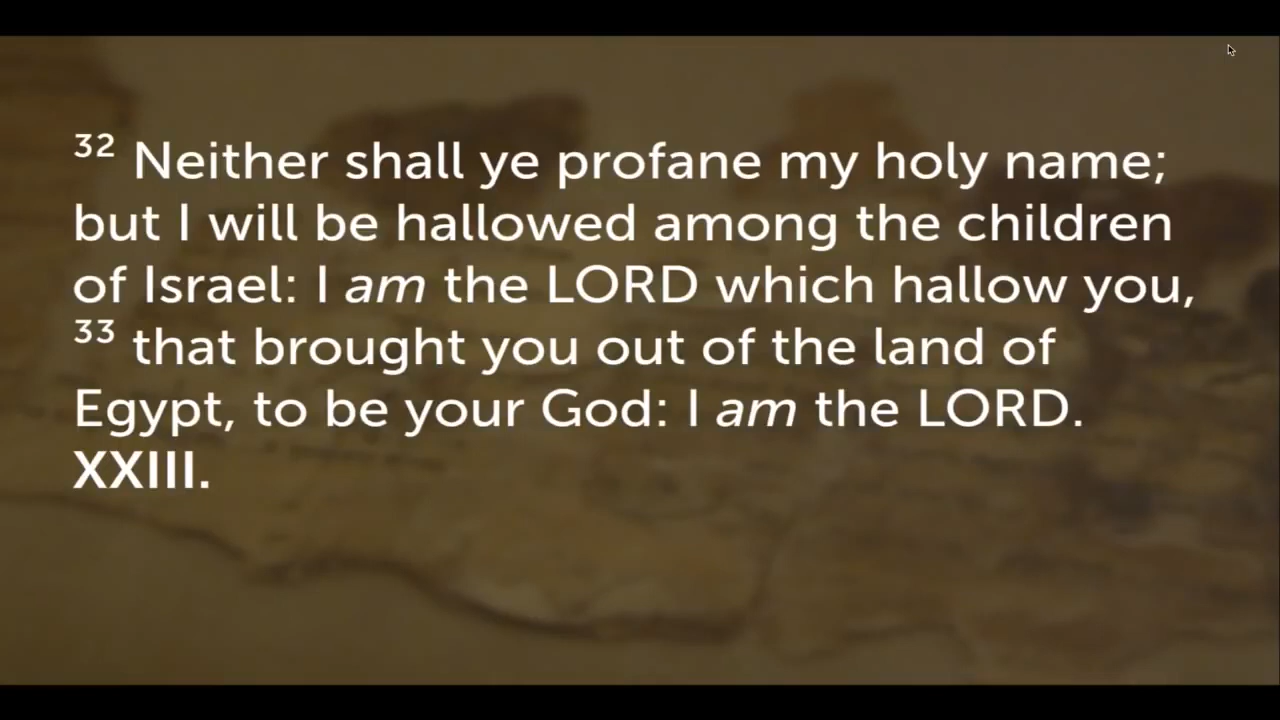 32 Neither shall ye profane my holy name;
but I will be hallowed among the children
of Israel: I am the LORD which hallow you,
33 that brought you out of the land of
Egypt, to be your God: I am the LORD.
XXIII.